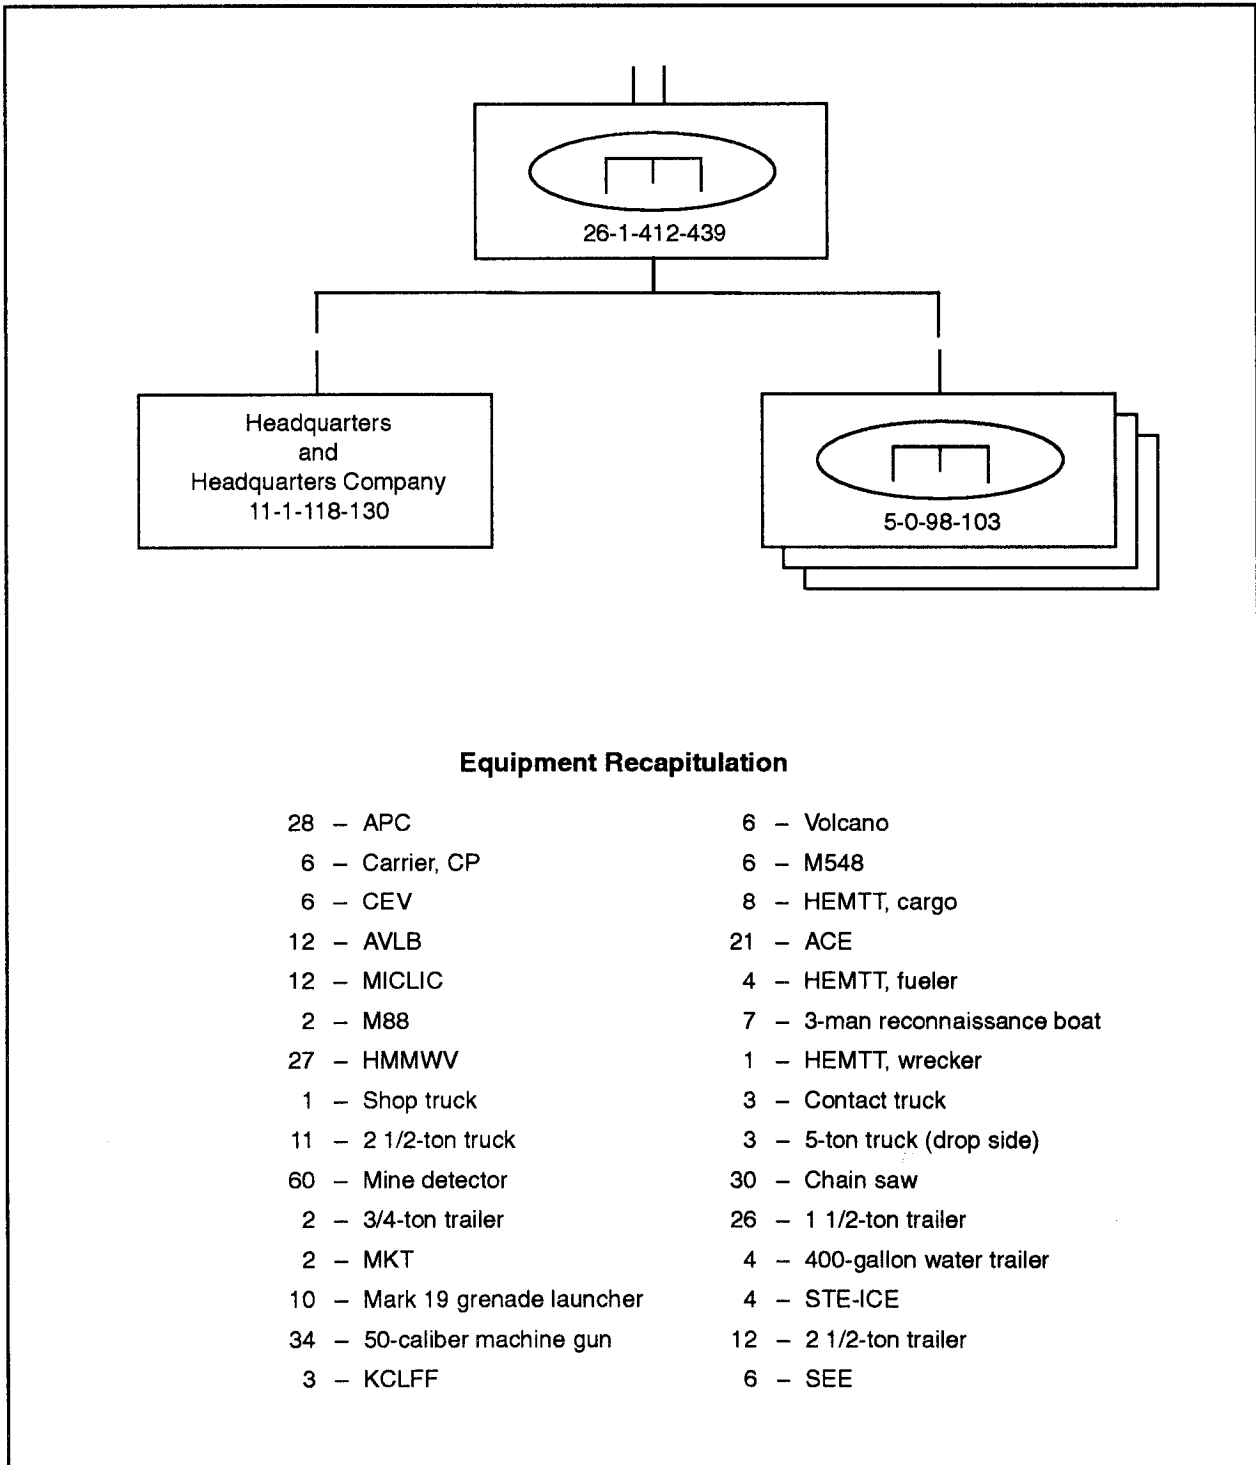 26-1-412-439
Headquarters
and
Headquarters Company
11-1-118-130
5-0-98-103
Equipment Recapitulation
28 – APC
6 – Carrier, CP
6 – CEV
12 – AVLB
12 – MICLIC
2 – M88
27 – HMMWV
1 – Shop truck
11 – 2 1/2-ton truck
60 – Mine detector
2 – 3/4-ton trailer
2 – MKT
10 – Mark 19 grenade launcher
34 – 50-caliber machine gun
3 – KCLFF
6 – Volcano
6 – M548
8 – HEMTT, cargo
21 – ACE
4 – HEMTT, fueler
7 – 3-man reconnaissance boat
1 – HEMTT, wrecker
3 – Contact truck
3 – 5-ton truck (drop side)
30 – Chain saw
26 – 1 1/2-ton trailer
4 – 400-gallon water trailer
4 – STE-ICE
12 – 2 1/2-ton trailer
6 – SEE